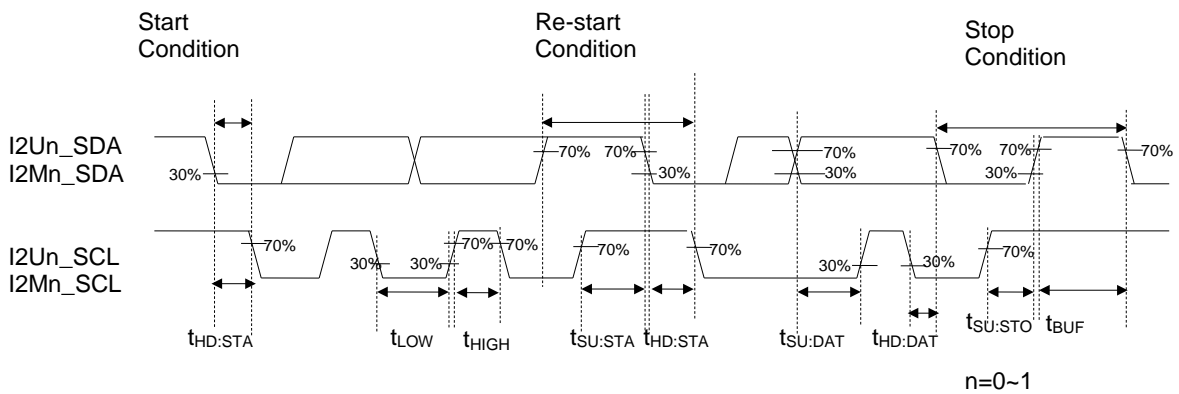 Start
Condition
Re-start
Condition
Stop
Condition
I2Un_SDA
I2Mn_SDA
70% 70% 70% 70% 70% 70%
30% 30% 30% 30%
I2Un_SCL
I2Mn_SCL
70% 70% 70% 70% 70% 70%
30% 30% 30% 30%
tHD:STA tLOW tHIGH tSU:STA tHD:STA tSU:DAT tHD:DAT tSU:STO tBUF
n=0~1